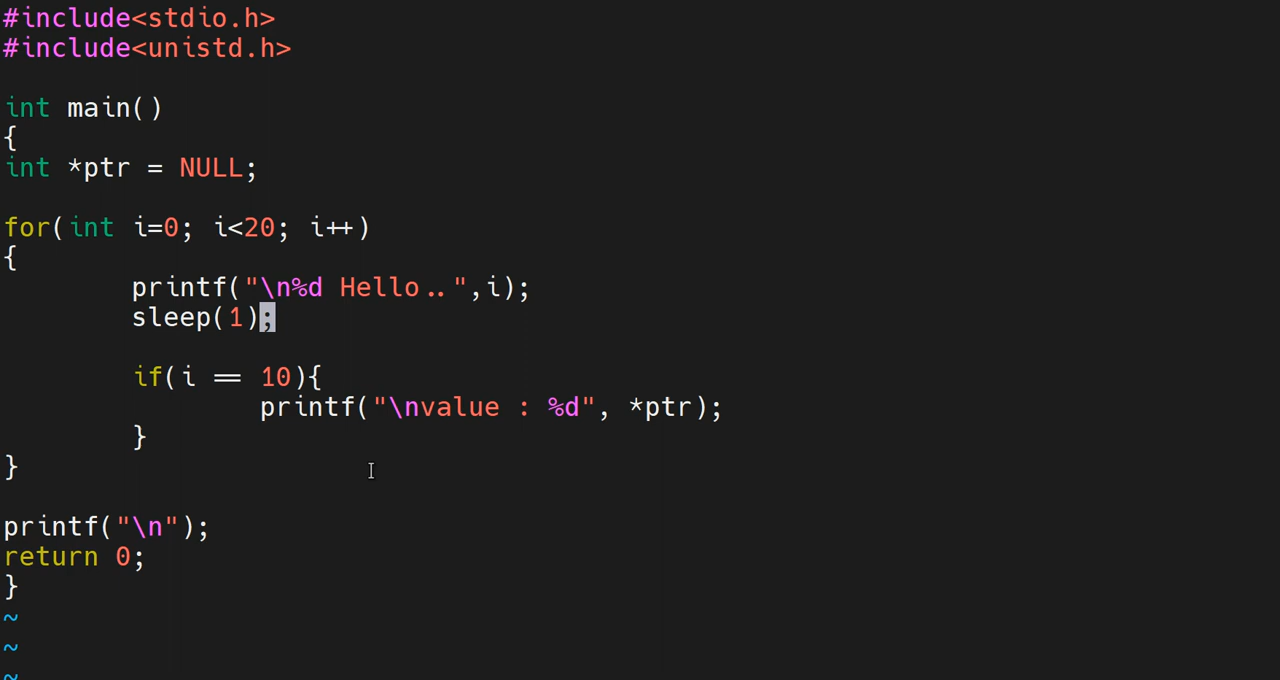 #include<stdio.h>
#include<unistd.h>
int main()
{
int *ptr = NULL;
for(int i=0; i<20; i++)
{
printf("\n%d Hello..",i);
sleep(1);
if(i == 10){
printf("\nvalue : %d", *ptr);
}
}
printf("\n");
return 0;
}
~
~
~